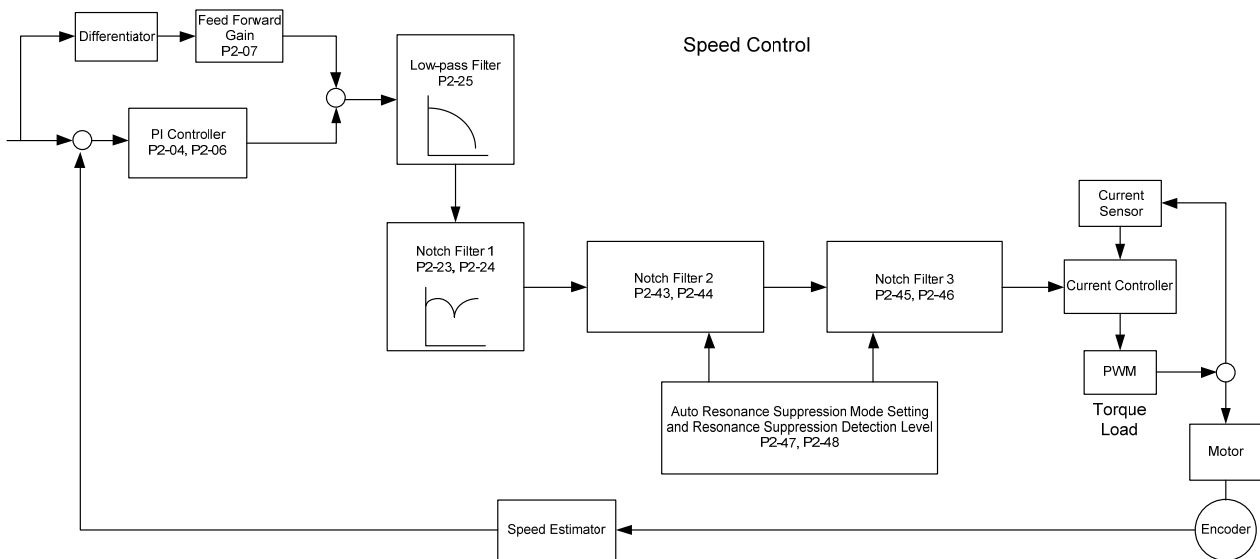 Speed Control
Differentiator
Feed Forward
Gain
P2-07
Low-pass Filter
P2-25
PI Controller
P2-04, P2-06
Notch Filter 1
P2-23, P2-24
Notch Filter 2
P2-43, P2-44
Notch Filter 3
P2-45, P2-46
Current
Sensor
Current Controller
PWM
Torque
Load
Auto Resonance Suppression Mode Setting
and Resonance Suppression Detection Level
P2-47, P2-48
Motor
Speed Estimator
Encoder